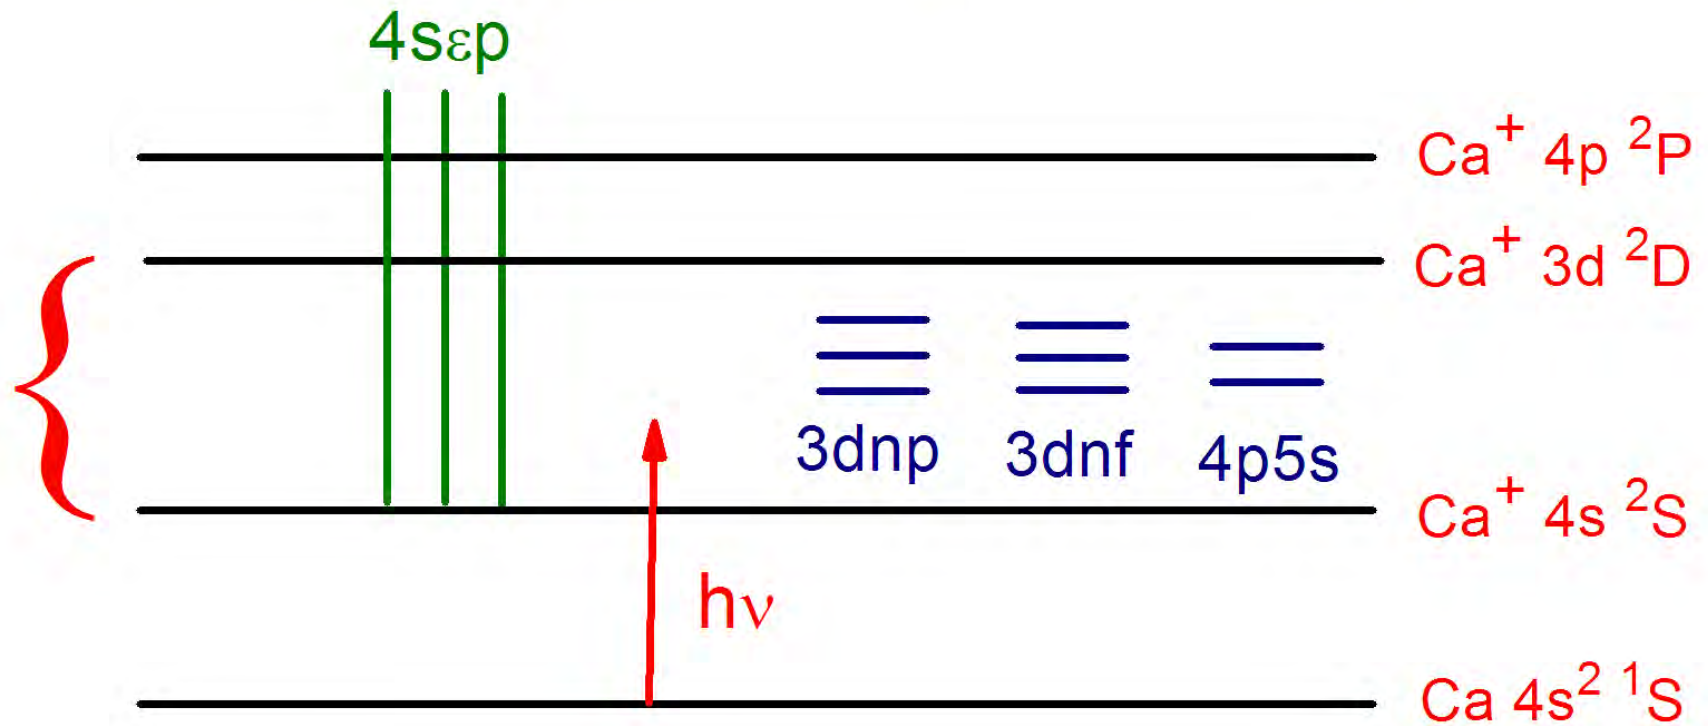 4sεp
Ca⁺ 4p ²P
Ca⁺ 3d ²D
3dnp 3dnf 4p5s
Ca⁺ 4s ²S
hν
Ca 4s² ¹S